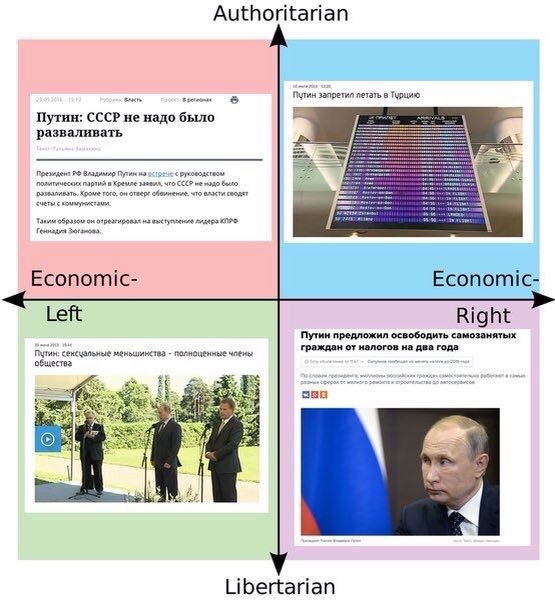 Authoritarian
23.09.2016 15:10 Рубрика: Власть Проект: В регионах
Путин: СССР не надо было
разваливать
Текст: Татьяна Замахина
Президент РФ Владимир Путин на встрече с руководством
политических партий в Кремле заявил, что СССР не надо было
разваливать. Кроме того, он отверг обвинение, что власти сводят
счеты с коммунистами.
Таким образом он отреагировал на выступление лидера КПРФ
Геннадия Зюганова.
Путин запретил летать в Турцию
ПРИЛЕТ ARRIVALS
Economic-
Left
Economic-
Right
Путин: сексуальные меньшинства - полноценные члены
общества
Путин предложил освободить самозанятых
граждан от налогов на два года
По словам президента, миллионы российских граждан самостоятельно работают в самых
разных сферах от мелкого ремонта и строительства до автосервисов
Libertarian